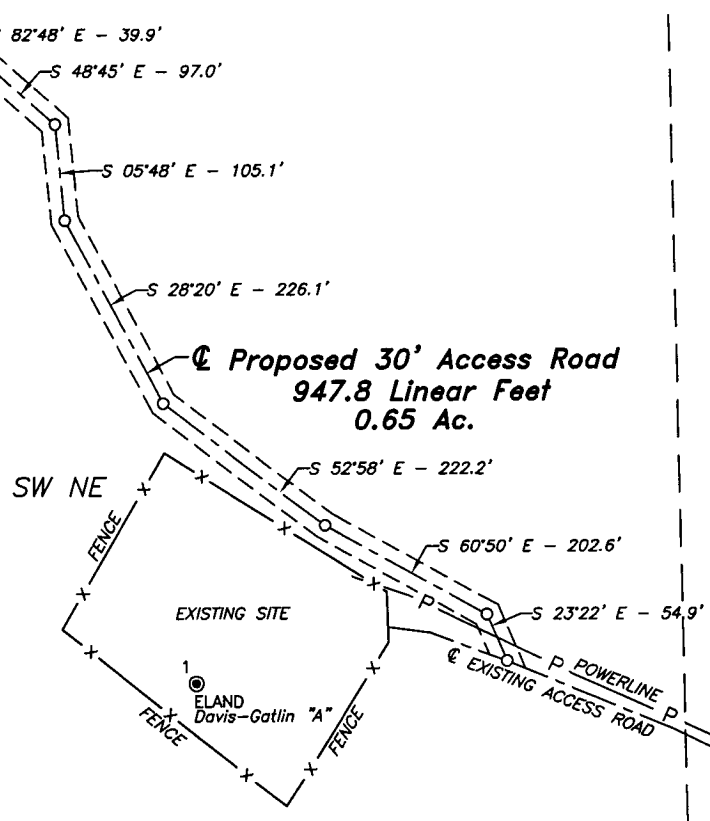 82°48' E - 39.9'
S 48°45' E - 97.0'
S 05°48' E - 105.1'
S 28°20' E - 226.1'
℄ Proposed 30' Access Road
947.8 Linear Feet
0.65 Ac.
SW NE
S 52°58' E - 222.2'
FENCE
S 60°50' E - 202.6'
EXISTING SITE
P
S 23°22' E - 54.9'
1
ELAND
Davis-Gatlin "A"
℄ EXISTING ACCESS ROAD
P POWERLINE P
FENCE
FENCE